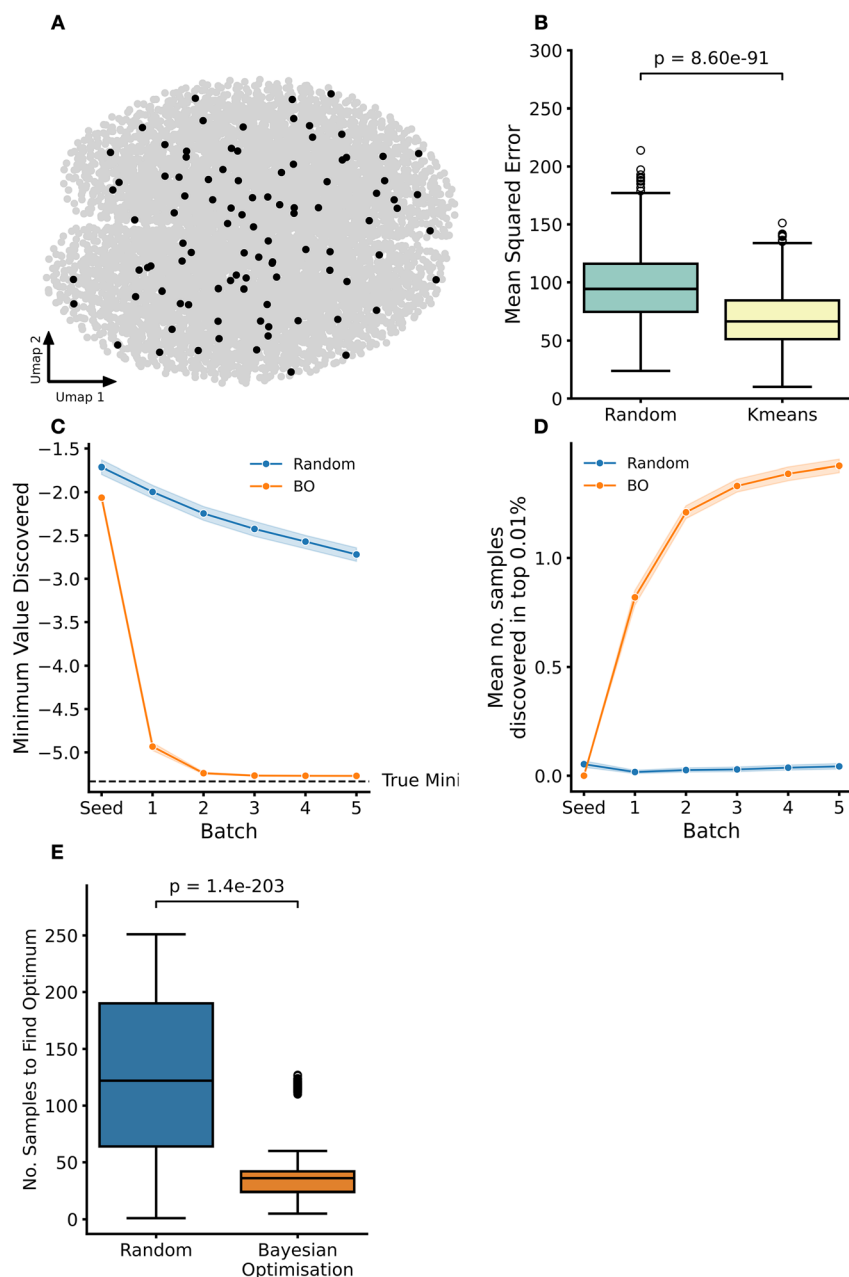 A
Umap 2
Umap 1
B
p = 8.60e-91
Mean Squared Error
300
250
200
150
100
50
0
Random
Kmeans
C
Random
BO
Minimum Value Discovered
−1.5
−2.0
−2.5
−3.0
−3.5
−4.0
−4.5
−5.0
True Mini
Seed
1
2
3
4
5
Batch
D
Random
BO
Mean no. samples
discovered in top 0.01%
1.0
0.5
0.0
Seed
1
2
3
4
5
Batch
E
p = 1.4e-203
No. Samples to Find Optimum
250
200
150
100
50
0
Random
Bayesian
Optimisation